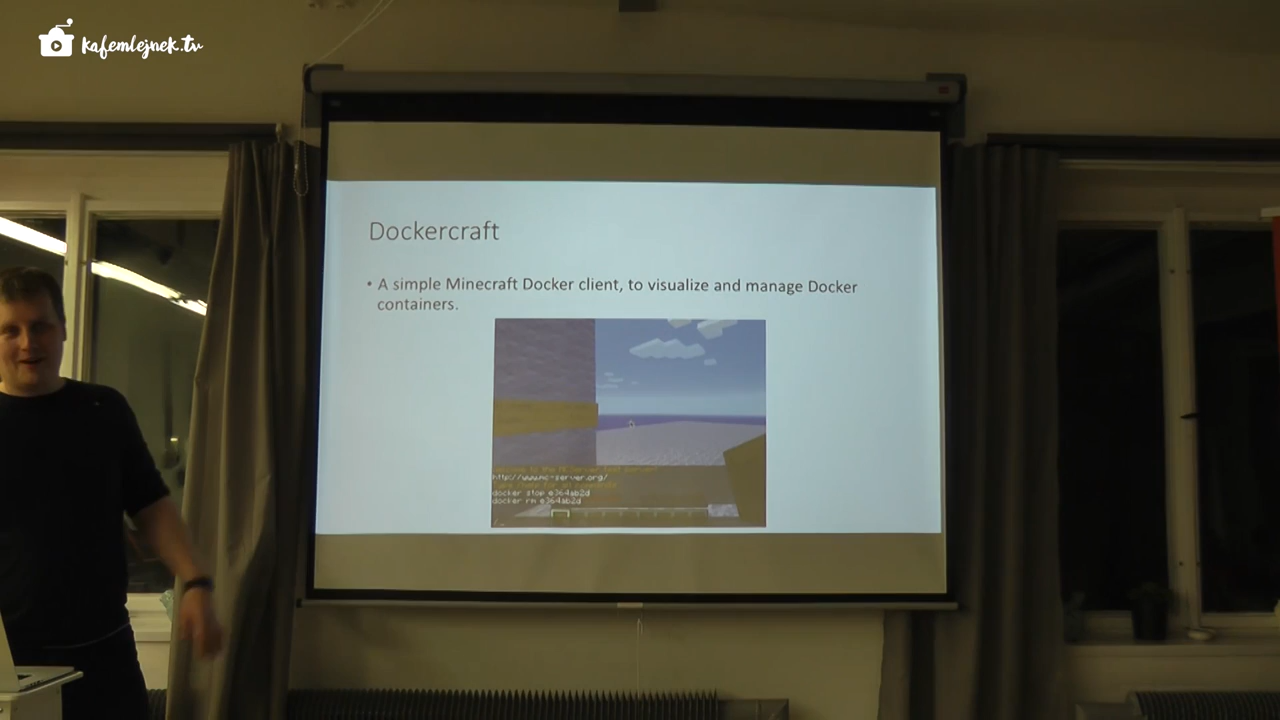 kafemlejnek.tv
Dockercraft
• A simple Minecraft Docker client, to visualize and manage Docker
containers.
http://www.mc-server.org/
docker stop e364ab2d
docker rm e364ab2d